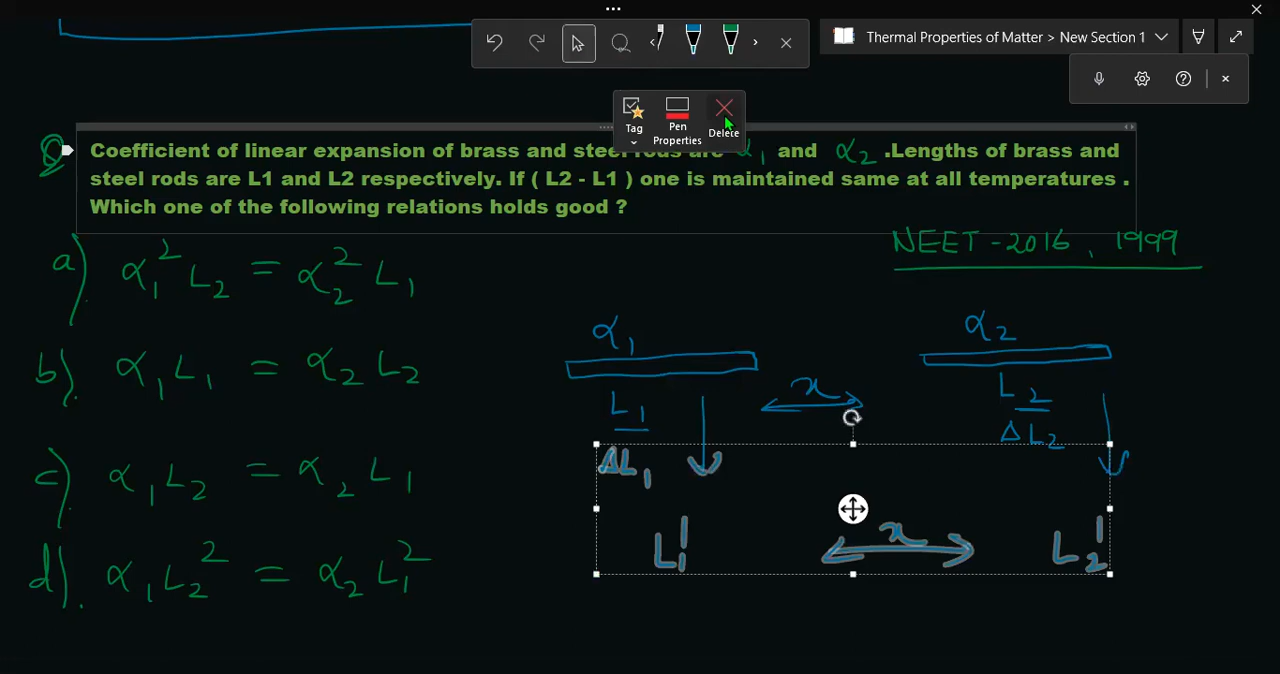 Thermal Properties of Matter > New Section 1
Tag
Pen Properties
Delete
Q Coefficient of linear expansion of brass and steel rods are α₁ and α₂ .Lengths of brass and
steel rods are L1 and L2 respectively. If ( L2 - L1 ) one is maintained same at all temperatures .
Which one of the following relations holds good ?
NEET-2016 , 1999
a). α₁² L₂ = α₂² L₁
b). α₁ L₁ = α₂ L₂
c). α₁ L₂ = α₂ L₁
d). α₁ L₂² = α₂ L₁²
α₁ α₂
L₁ x L₂
ΔL₁ ΔL₂
L₁' x L₂'